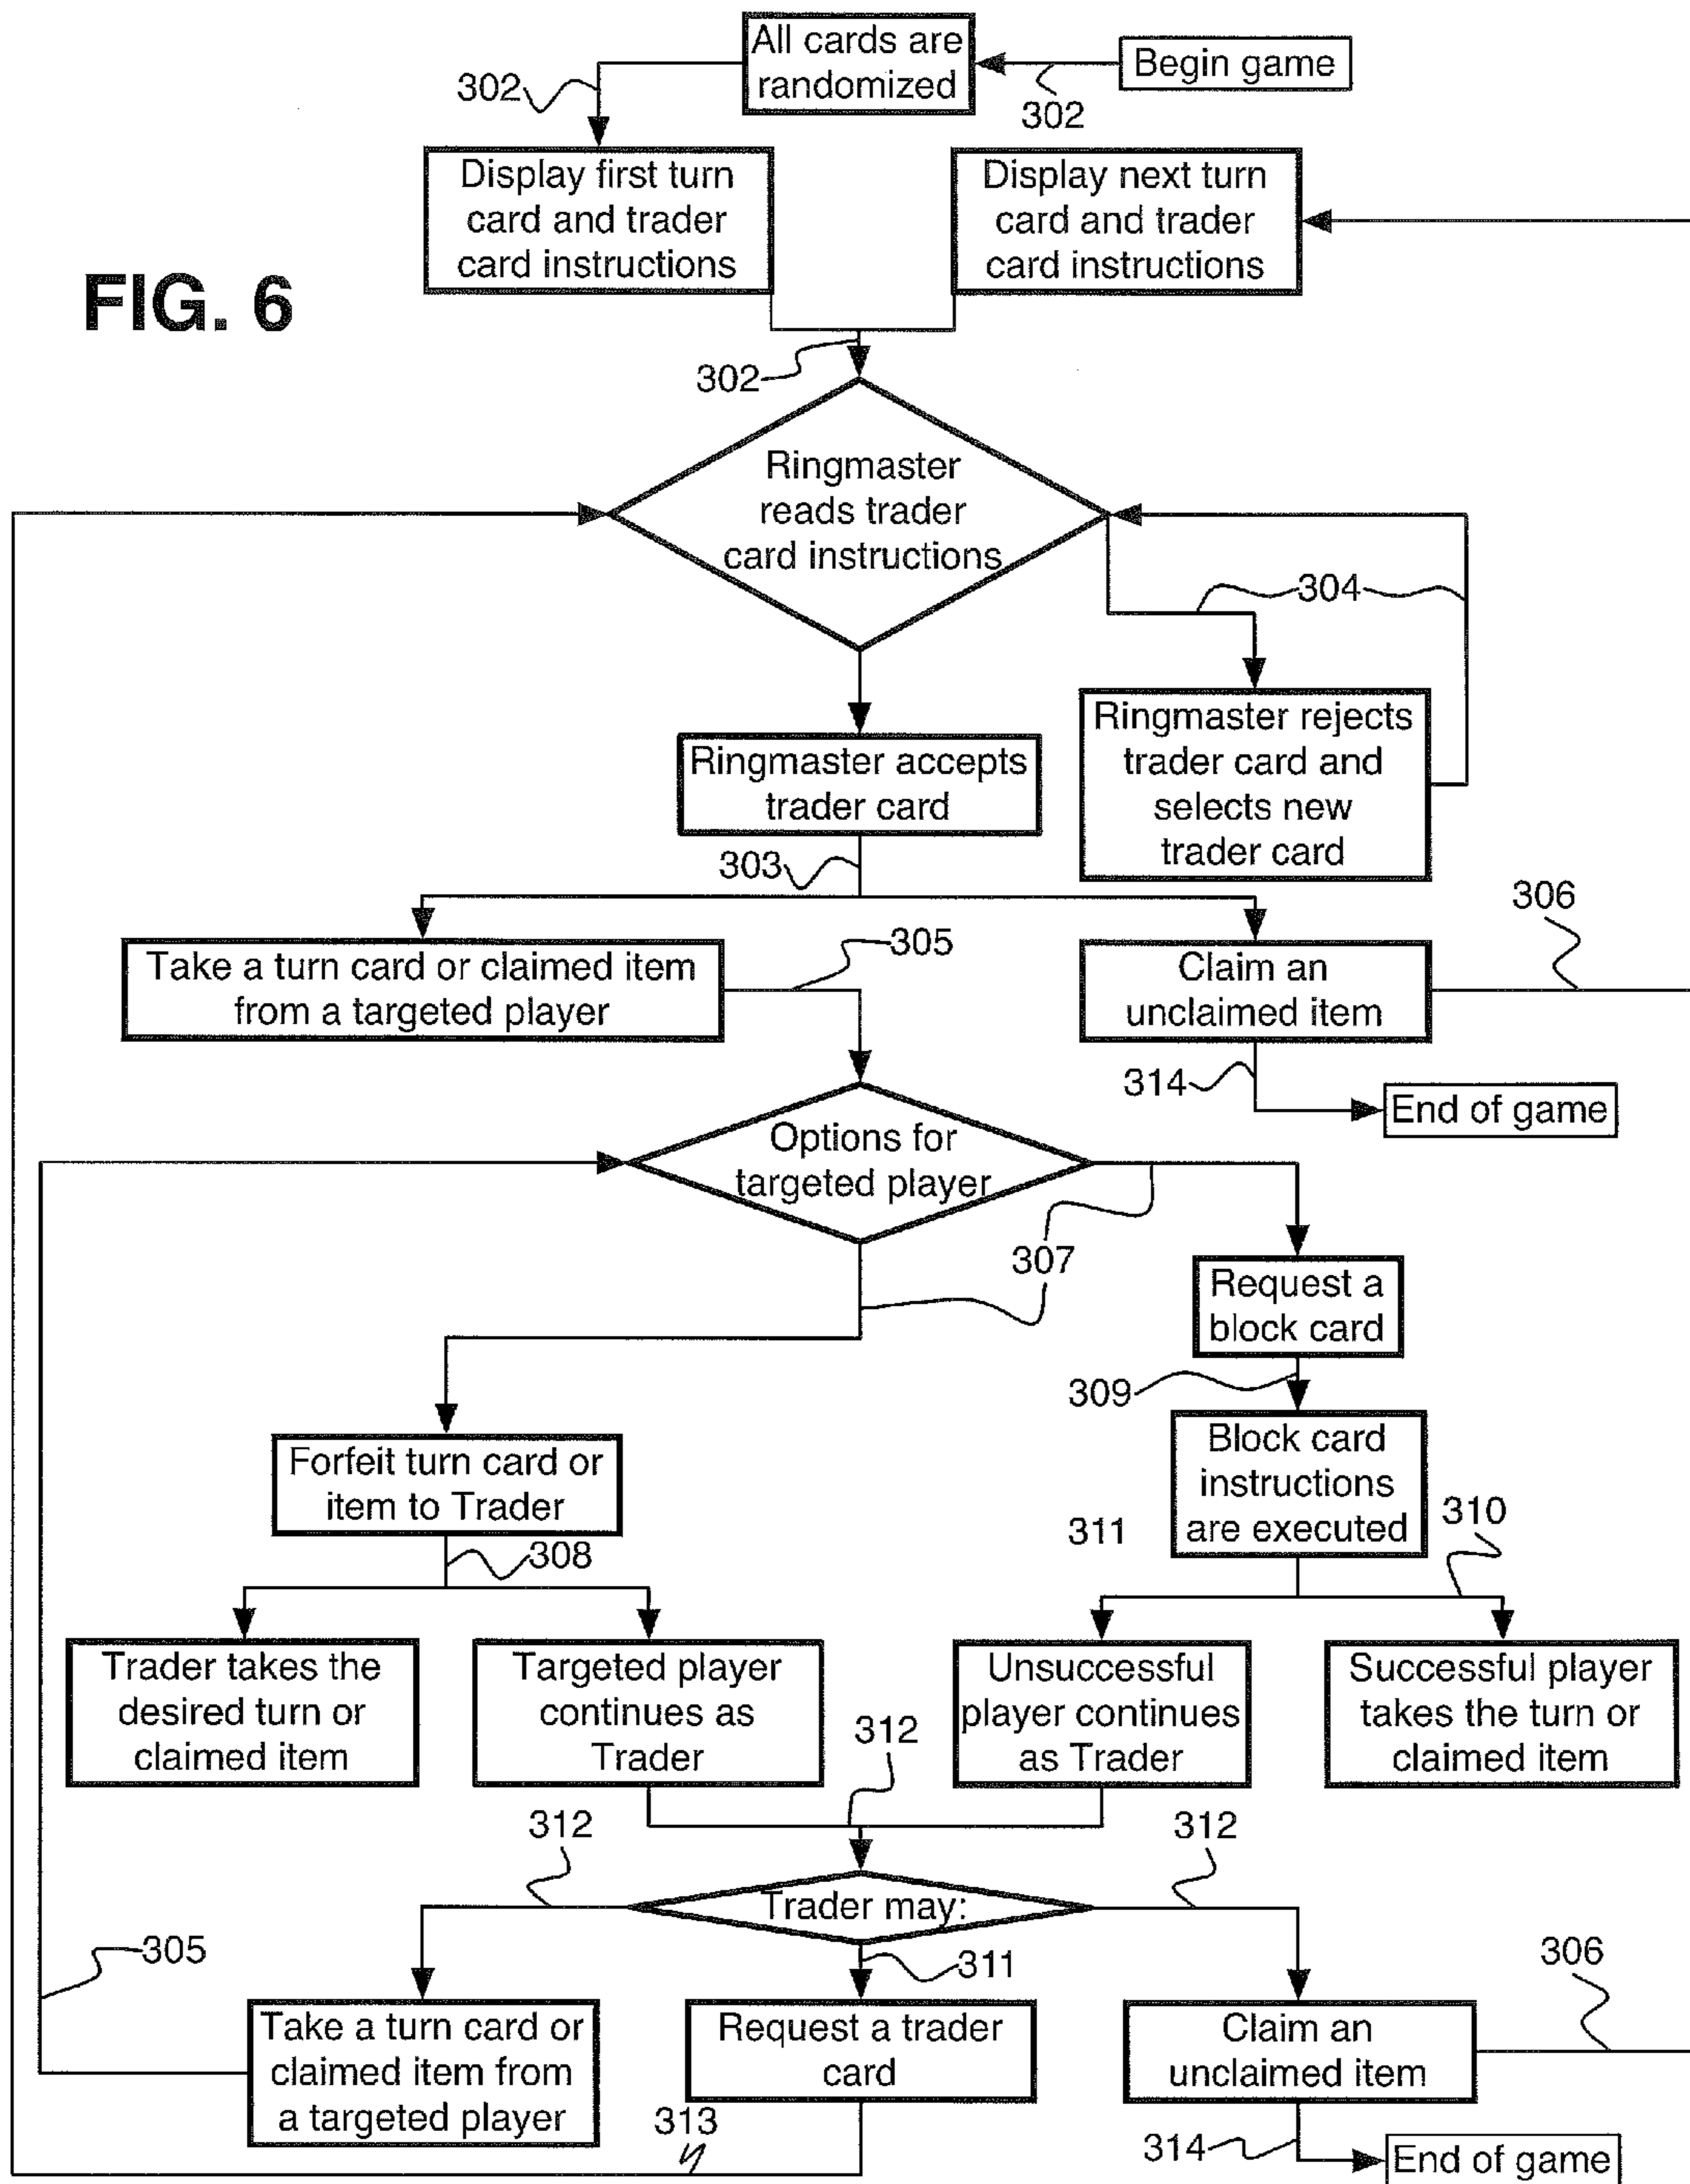 All cards are
randomized
Begin game
302
302
Display first turn
card and trader
card instructions
Display next turn
card and trader
card instructions
FIG. 6
302
Ringmaster
reads trader
card instructions
304
Ringmaster accepts
trader card
Ringmaster rejects
trader card and
selects new
trader card
303
306
Take a turn card or claimed item
from a targeted player
305
Claim an
unclaimed item
314
End of game
Options for
targeted player
307
Request a
block card
309
Forfeit turn card or
item to Trader
Block card
instructions
are executed
308
311
310
Trader takes the
desired turn or
claimed item
Targeted player
continues as
Trader
Unsuccessful
player continues
as Trader
Successful player
takes the turn or
claimed item
312
312
312
Trader may:
305
311
306
Take a turn card or
claimed item from
a targeted player
Request a trader
card
Claim an
unclaimed item
313
314
End of game